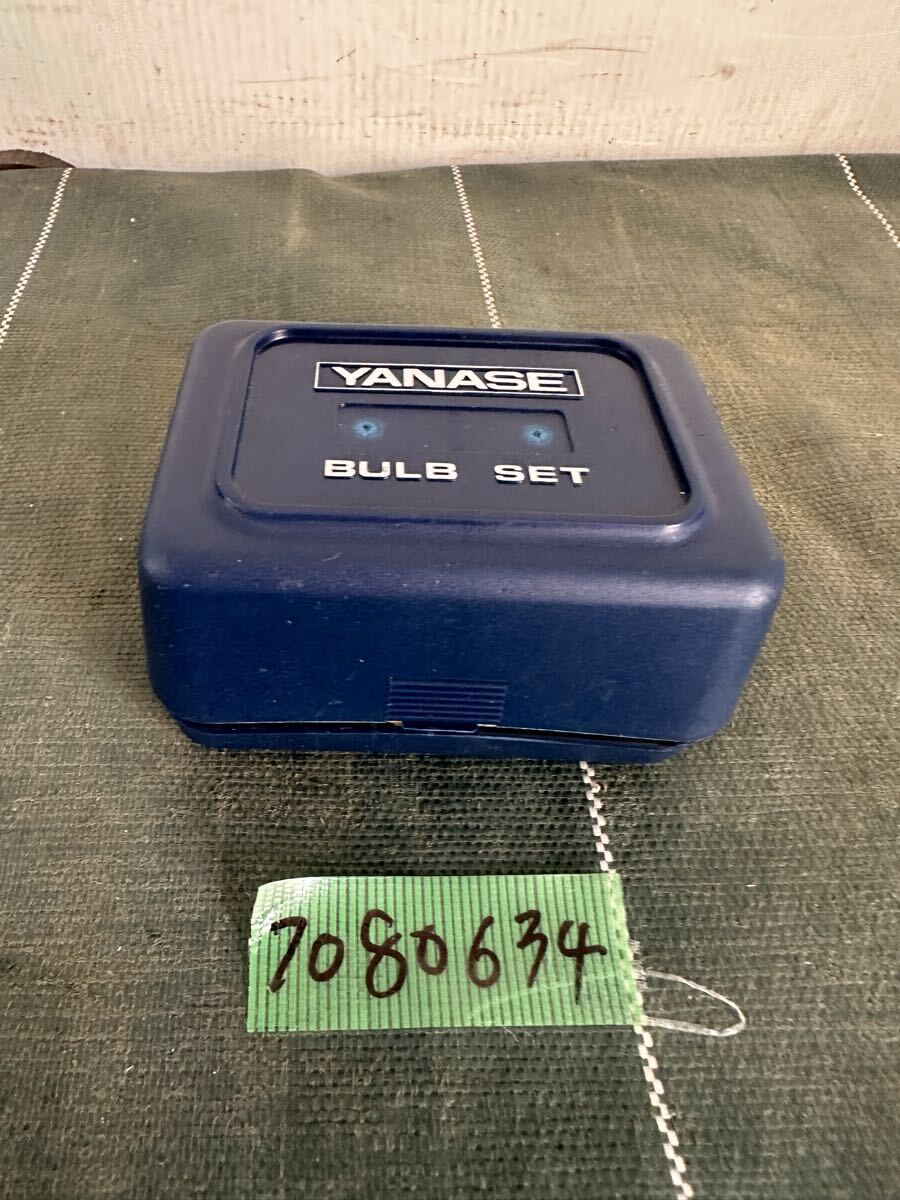 YANASE
BULB SET
7080634